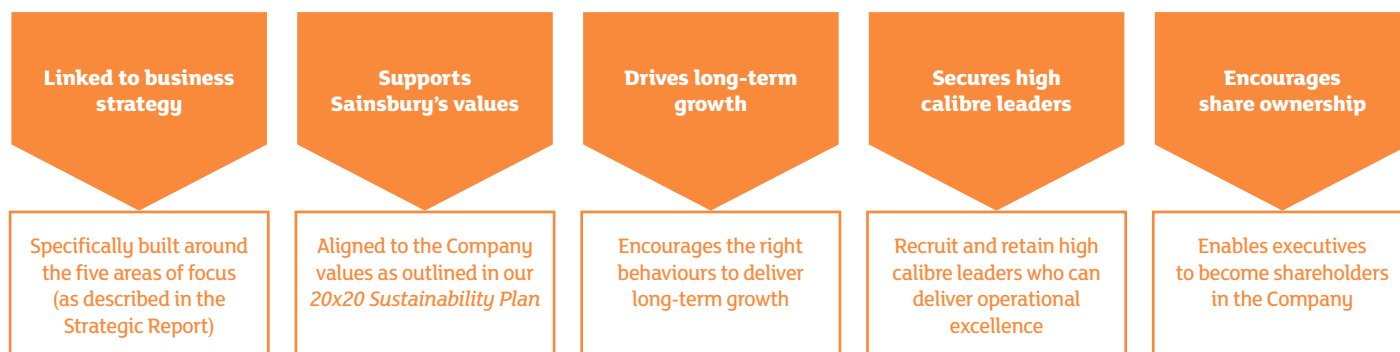 Linked to business
strategy
Specifically built around
the five areas of focus
(as described in the
Strategic Report)
Supports
Sainsbury’s values
Aligned to the Company
values as outlined in our
20x20 Sustainability Plan
Drives long-term
growth
Encourages the right
behaviours to deliver
long-term growth
Secures high
calibre leaders
Recruit and retain high
calibre leaders who can
deliver operational
excellence
Encourages
share ownership
Enables executives
to become shareholders
in the Company